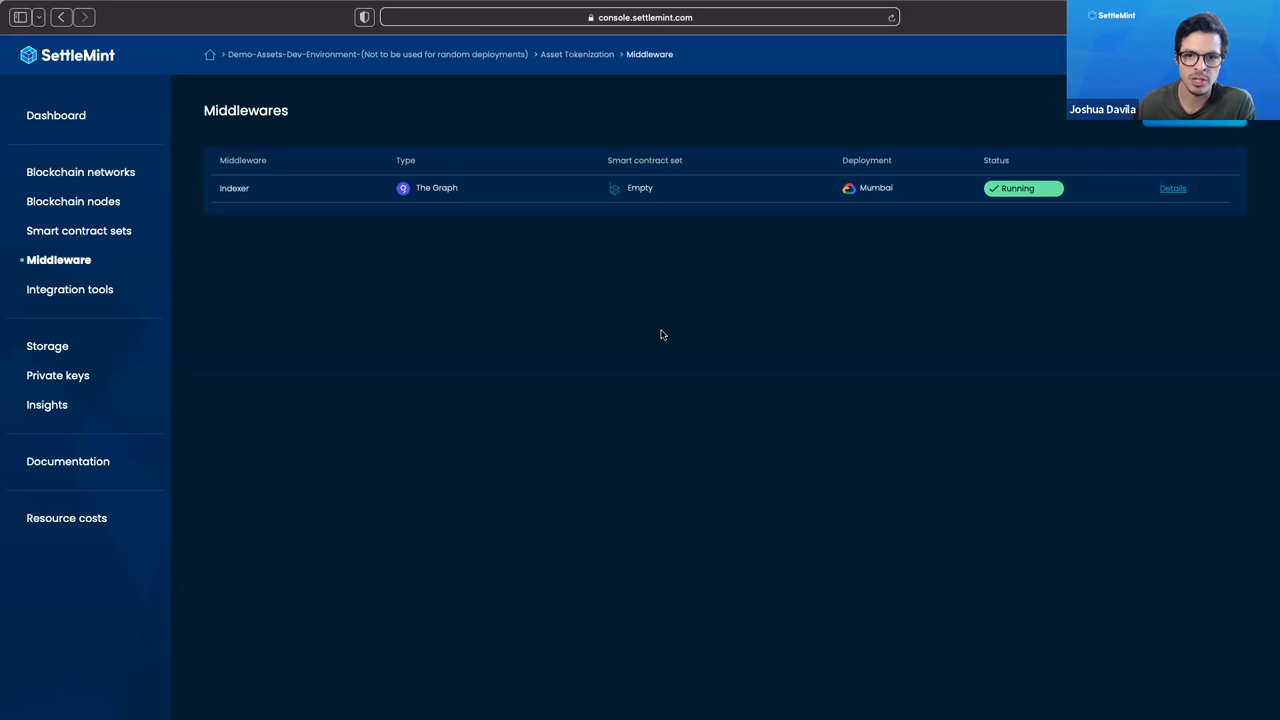 console.settlemint.com
SettleMint
SettleMint
> Demo-Assets-Dev-Environment-(Not to be used for random deployments) > Asset Tokenization > Middleware
Joshua Davila
Dashboard
Blockchain networks
Blockchain nodes
Smart contract sets
Middleware
Integration tools
Storage
Private keys
Insights
Documentation
Resource costs
Middlewares
Middleware Type Smart contract set Deployment Status
Indexer The Graph Empty Mumbai Running Details